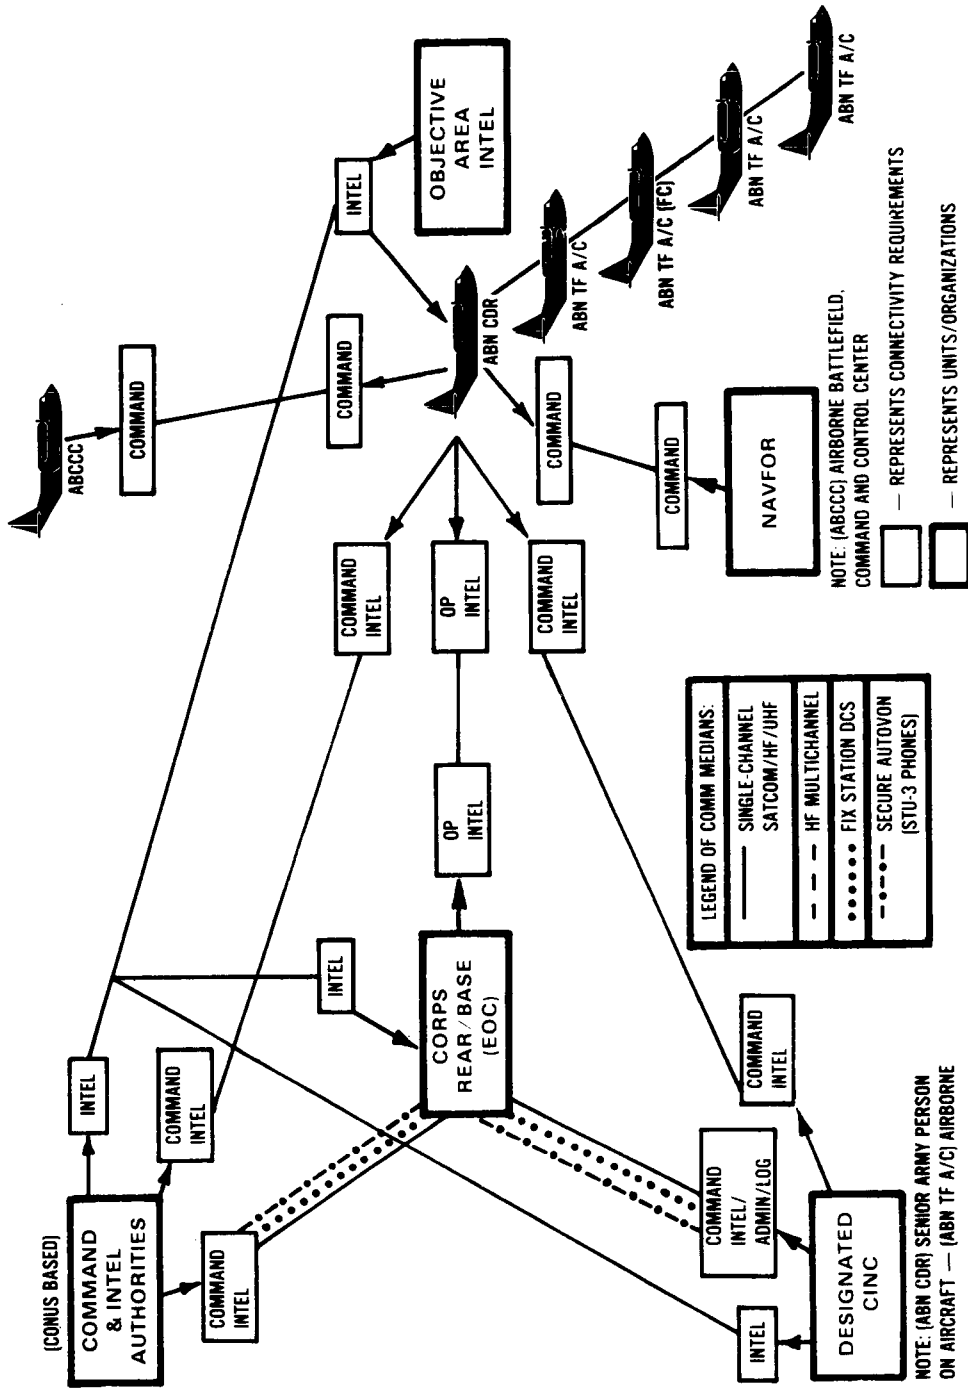 (CONUS BASED)
COMMAND
& INTEL
AUTHORITIES
INTEL
COMMAND
INTEL
COMMAND
INTEL
INTEL
CORPS
REAR/BASE
(EOC)
OP
INTEL
OP
INTEL
COMMAND
INTEL
COMMAND
INTEL
ABCCC
COMMAND
COMMAND
INTEL
OBJECTIVE
AREA
INTEL
ABN CDR
ABN TF A/C
ABN TF A/C (FC)
ABN TF A/C
ABN TF A/C
COMMAND
COMMAND
NAVFOR
COMMAND
INTEL/
ADMIN/LOG
COMMAND
INTEL
INTEL
DESIGNATED
CINC
LEGEND OF COMM MEDIANS:
SINGLE-CHANNEL
SATCOM/HF/UHF
HF MULTICHANNEL
FIX STATION DCS
SECURE AUTOVON
(STU-3 PHONES)
NOTE: (ABCCC) AIRBORNE BATTLEFIELD,
COMMAND AND CONTROL CENTER
— REPRESENTS CONNECTIVITY REQUIREMENTS
— REPRESENTS UNITS/ORGANIZATIONS
NOTE: (ABN CDR) SENIOR ARMY PERSON
ON AIRCRAFT — (ABN TF A/C) AIRBORNE